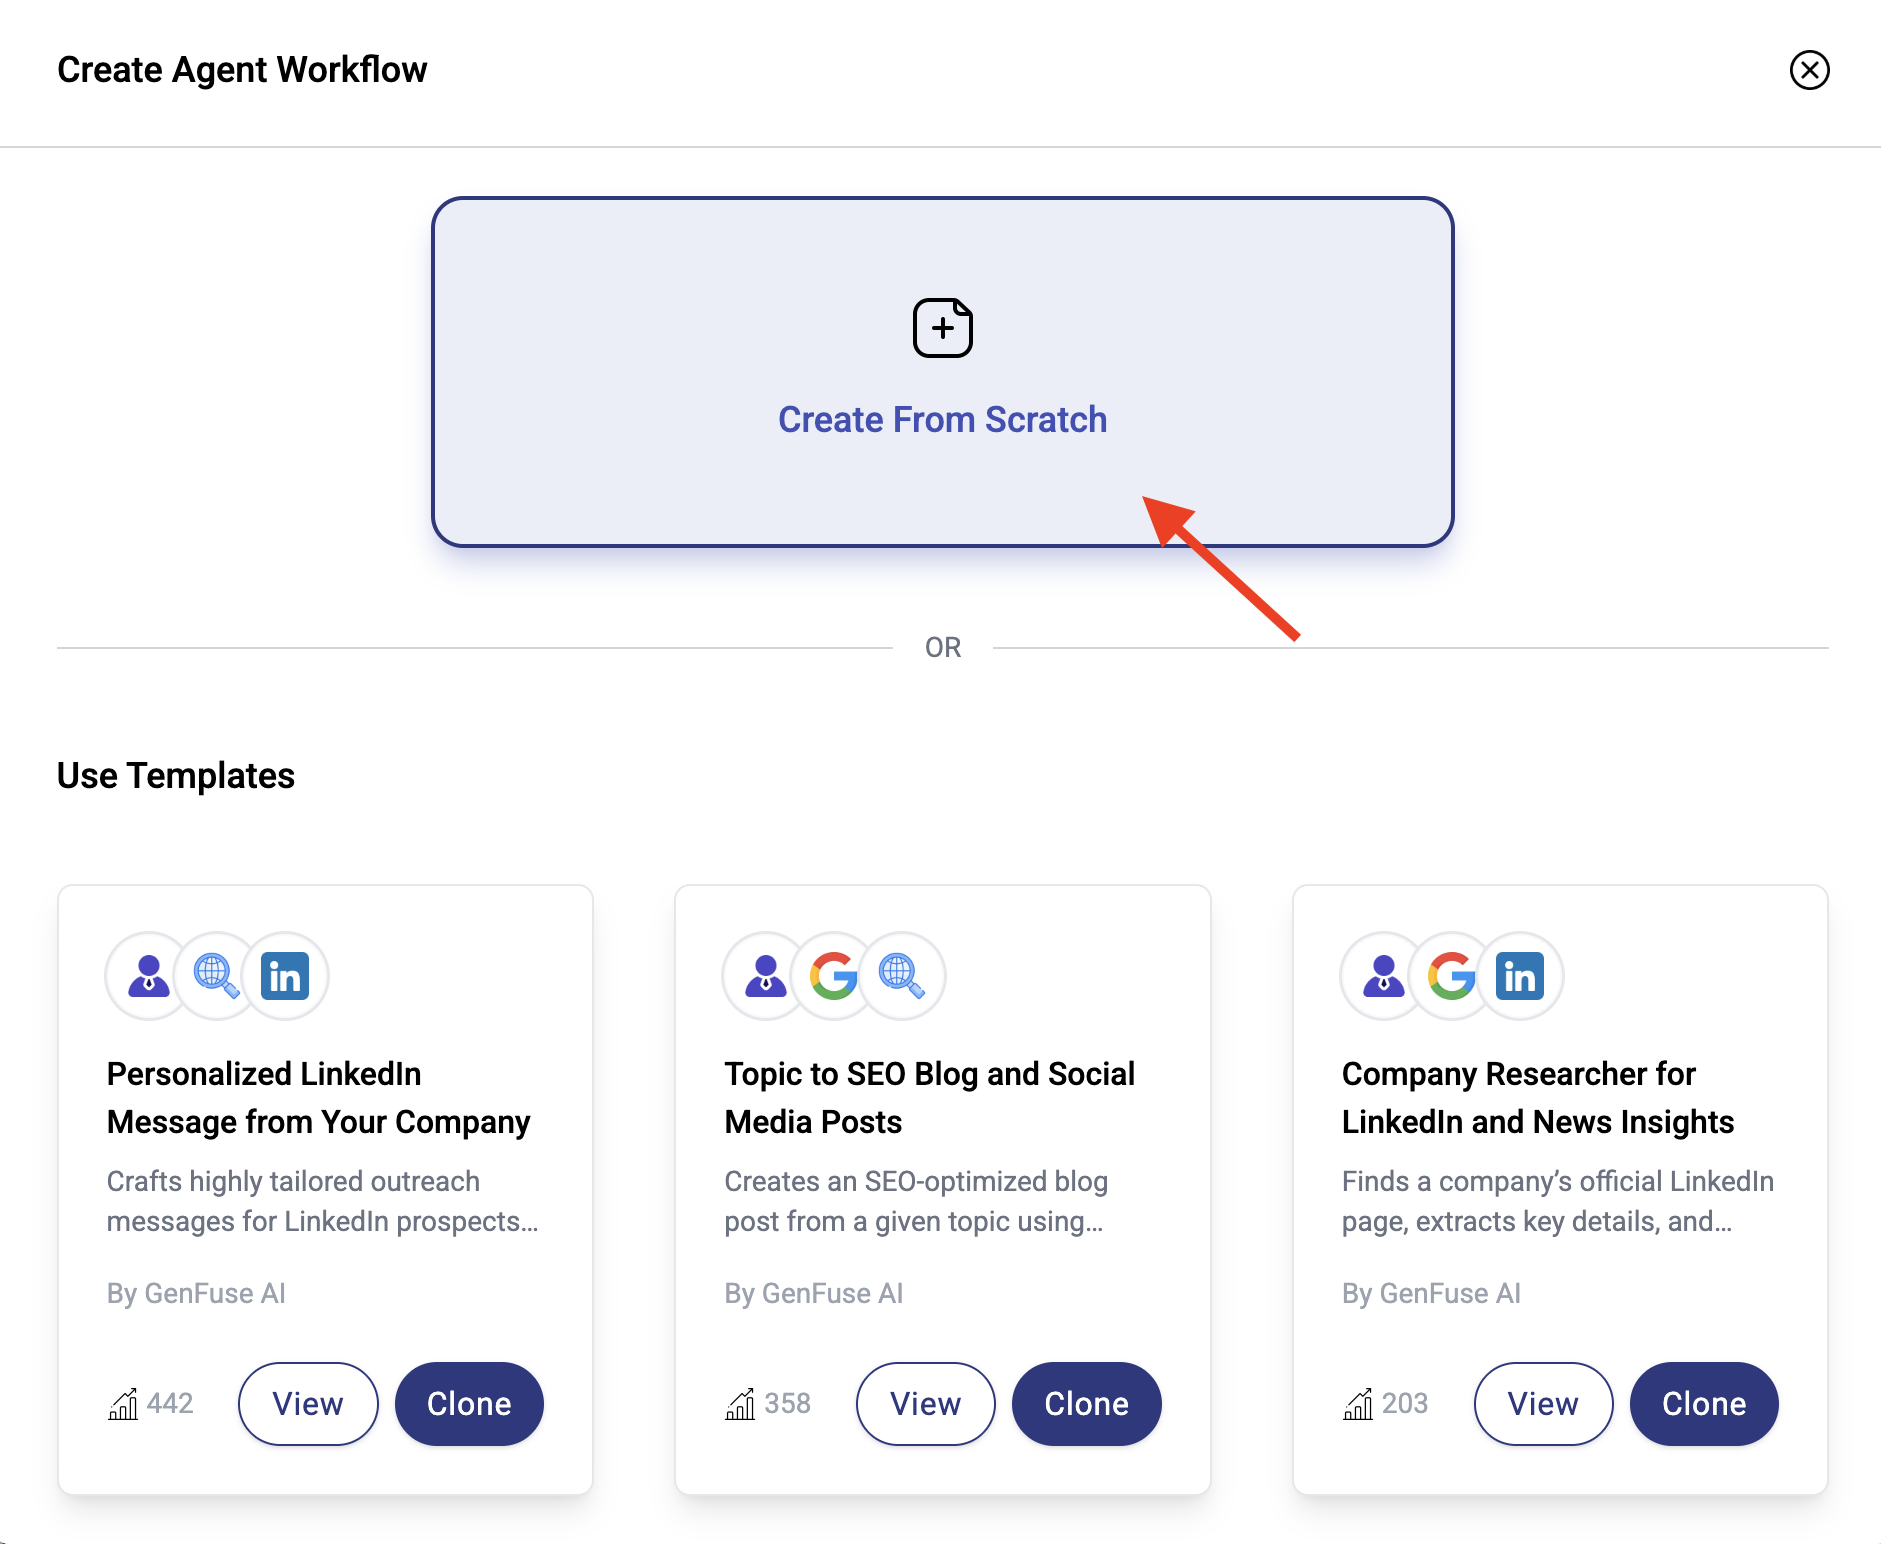 Create Agent Workflow
Create From Scratch
OR
Use Templates
in
Personalized LinkedIn
Message from Your Company
Crafts highly tailored outreach
messages for LinkedIn prospects...
By GenFuse AI
442
View
Clone
G
Topic to SEO Blog and Social
Media Posts
Creates an SEO-optimized blog
post from a given topic using...
By GenFuse AI
358
View
Clone
G
in
Company Researcher for
LinkedIn and News Insights
Finds a company’s official LinkedIn
page, extracts key details, and...
By GenFuse AI
203
View
Clone